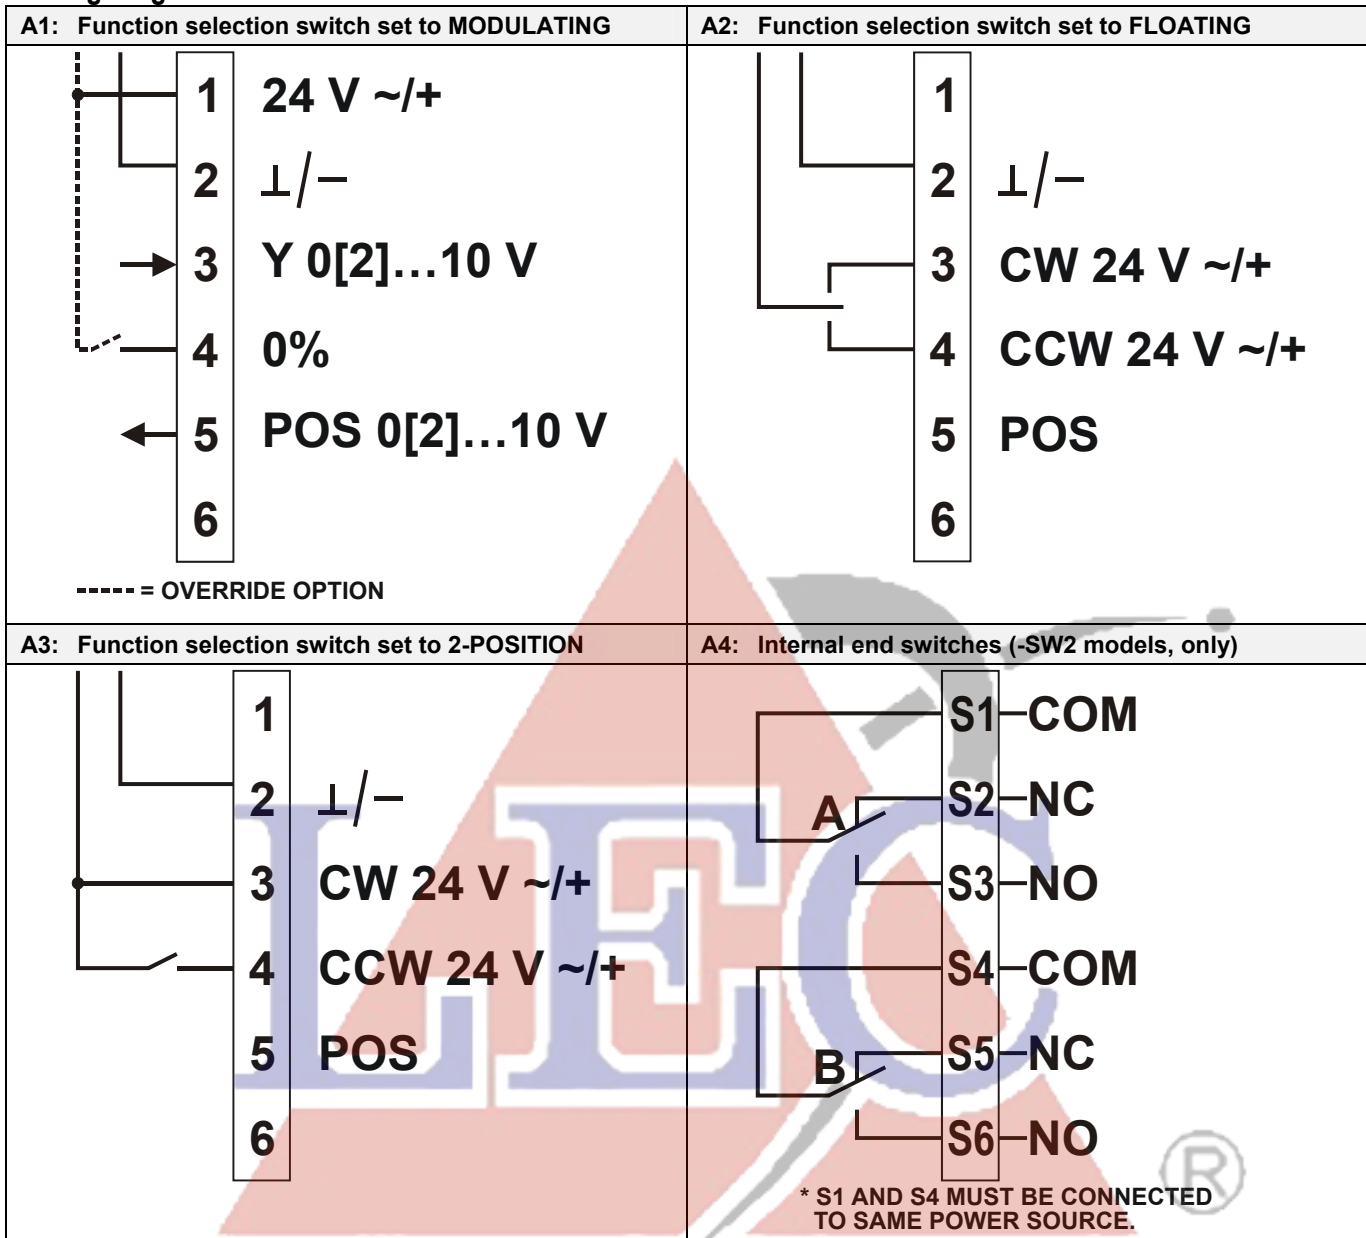 A1: Function selection switch set to MODULATING
1 24 V ~/+
2 ⊥/−
3 Y 0[2]...10 V
4 0%
5 POS 0[2]...10 V
6
= OVERRIDE OPTION
A2: Function selection switch set to FLOATING
1
2 ⊥/−
3 CW 24 V ~/+
4 CCW 24 V ~/+
5 POS
6
A3: Function selection switch set to 2-POSITION
1
2 ⊥/−
3 CW 24 V ~/+
4 CCW 24 V ~/+
5 POS
6
A4: Internal end switches (-SW2 models, only)
S1 COM
A S2 NC
S3 NO
S4 COM
B S5 NC
S6 NO
* S1 AND S4 MUST BE CONNECTED
TO SAME POWER SOURCE.
LEC
®